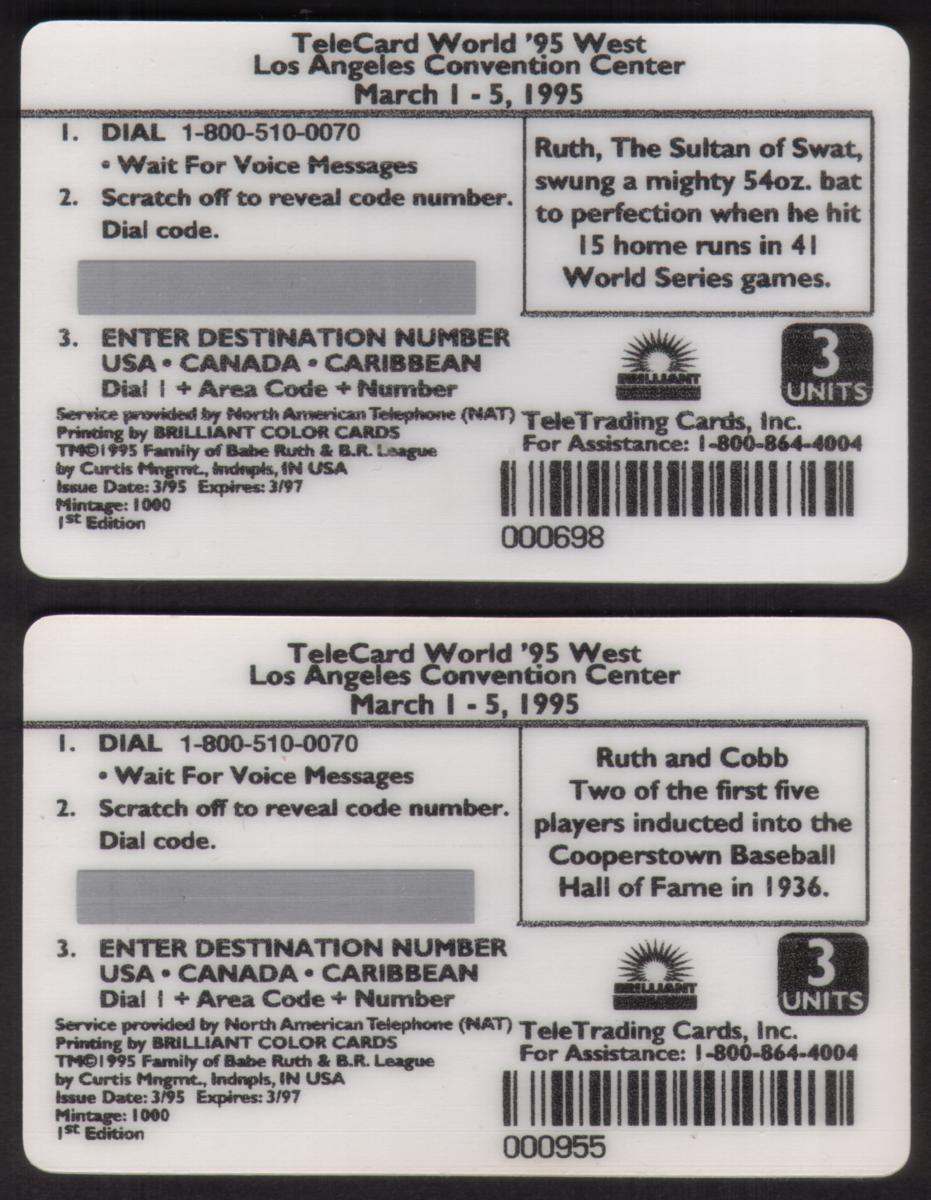 TeleCard World '95 West
Los Angeles Convention Center
March 1 - 5, 1995
1. DIAL 1-800-510-0070
• Wait For Voice Messages
2. Scratch off to reveal code number.
Dial code.
Ruth, The Sultan of Swat,
swung a mighty 54oz. bat
to perfection when he hit
15 home runs in 41
World Series games.
3. ENTER DESTINATION NUMBER
USA • CANADA • CARIBBEAN
Dial 1 + Area Code + Number
BRILLIANT
3
UNITS
Service provided by North American Telephone (NAT)
Printing by BRILLIANT COLOR CARDS
TM©1995 Family of Babe Ruth & B.R. League
by Curtis Mngmt., Indnpls, IN USA
Issue Date: 3/95 Expires: 3/97
Mintage: 1000
1st Edition
TeleTrading Cards, Inc.
For Assistance: 1-800-864-4004
000698
TeleCard World '95 West
Los Angeles Convention Center
March 1 - 5, 1995
1. DIAL 1-800-510-0070
• Wait For Voice Messages
2. Scratch off to reveal code number.
Dial code.
Ruth and Cobb
Two of the first five
players inducted into the
Cooperstown Baseball
Hall of Fame in 1936.
3. ENTER DESTINATION NUMBER
USA • CANADA • CARIBBEAN
Dial 1 + Area Code + Number
BRILLIANT
3
UNITS
Service provided by North American Telephone (NAT)
Printing by BRILLIANT COLOR CARDS
TM©1995 Family of Babe Ruth & B.R. League
by Curtis Mngmt., Indnpls, IN USA
Issue Date: 3/95 Expires: 3/97
Mintage: 1000
1st Edition
TeleTrading Cards, Inc.
For Assistance: 1-800-864-4004
000955